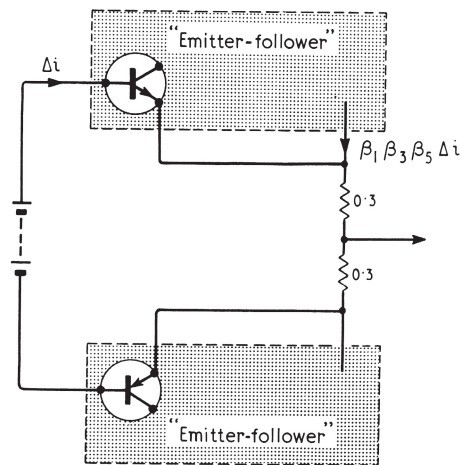 "Emitter-follower"
Δi
β₁ β₃ β₅ Δi
0·3
0·3
"Emitter-follower"